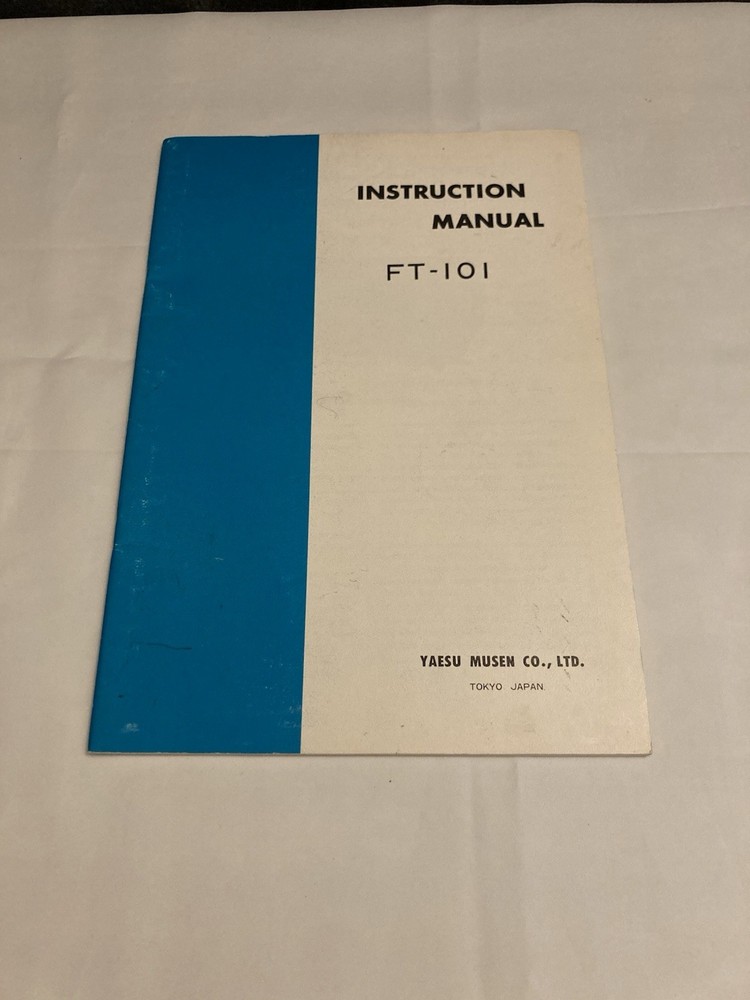 INSTRUCTION
MANUAL
FT-101
YAESU MUSEN CO., LTD.
TOKYO JAPAN